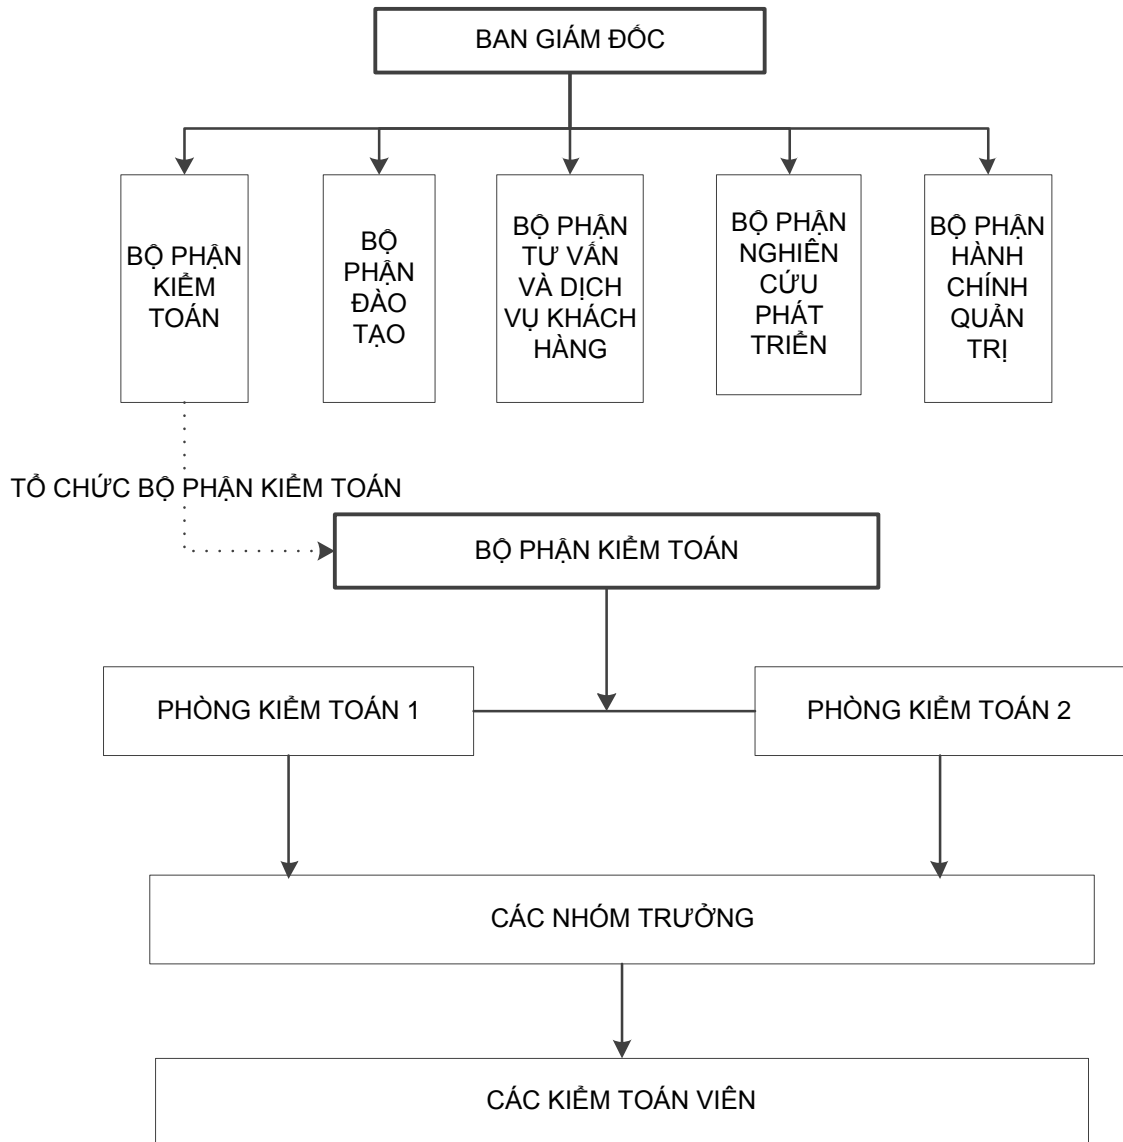 BAN GIÁM ĐỐC
BỘ PHẬN
KIỂM
TOÁN
BỘ
PHẬN
ĐÀO
TẠO
BỘ PHẬN
TƯ VẤN
VÀ DỊCH
VỤ KHÁCH
HÀNG
BỘ PHẬN
NGHIÊN
CỨU
PHÁT
TRIỂN
BỘ PHẬN
HÀNH
CHÍNH
QUẢN
TRỊ
TỔ CHỨC BỘ PHẬN KIỂM TOÁN
BỘ PHẬN KIỂM TOÁN
PHÒNG KIỂM TOÁN 1
PHÒNG KIỂM TOÁN 2
CÁC NHÓM TRƯỞNG
CÁC KIỂM TOÁN VIÊN